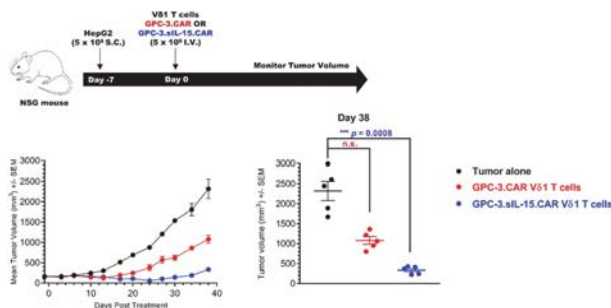 HepG2
(5 x 10⁶ S.C.)
Vδ1 T cells
GPC-3.CAR OR
GPC-3.sIL-15.CAR
(5 x 10⁶ I.V.)
Monitor Tumor Volume
Day -7
Day 0
NSG mouse
Mean Tumor Volume (mm³) +/- SEM
3000
2500
2000
1500
1000
500
0
0
10
20
30
40
Days Post Treatment
Day 38
*** p = 0.0008
n.s.
Tumor volume (mm³) +/- SEM
3000
2500
2000
1500
1000
500
0
Tumor alone
GPC-3.CAR Vδ1 T cells
GPC-3.sIL-15.CAR Vδ1 T cells